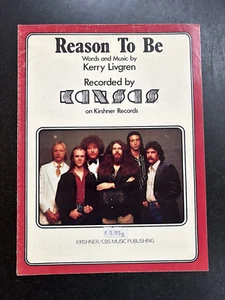 Reason To Be
Words and Music by
Kerry Livgren
Recorded by
KANSAS
on Kirshner Records
KIRSHNER/CBS MUSIC PUBLISHING